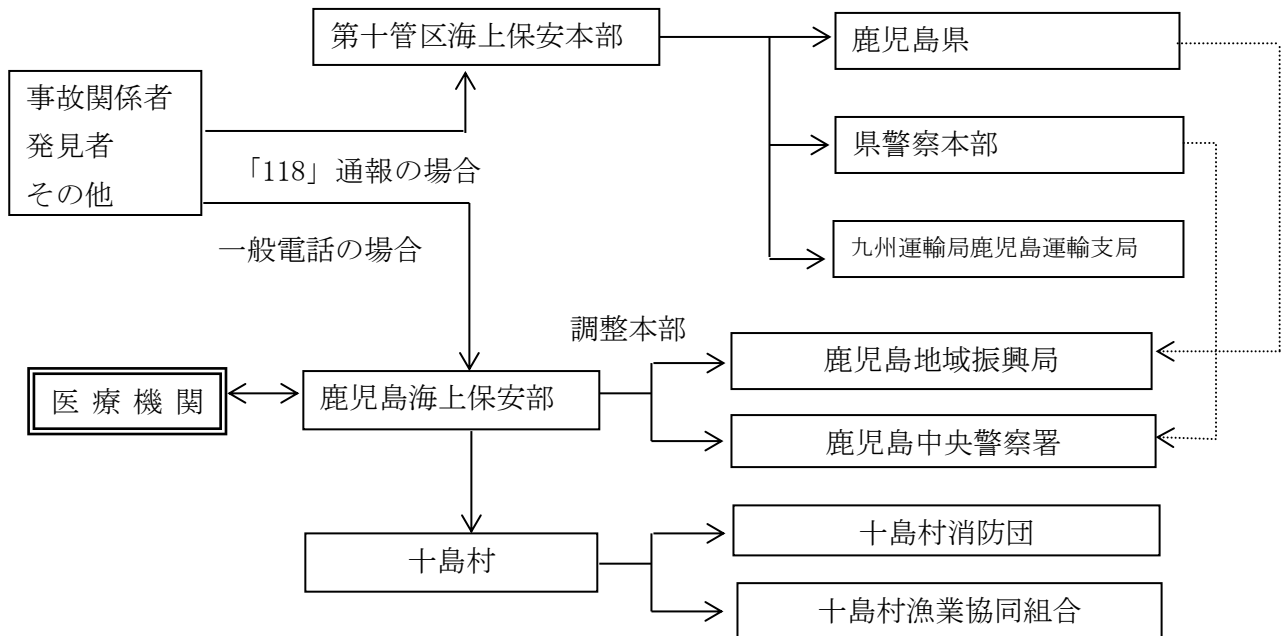 第十管区海上保安本部
鹿児島県
事故関係者
発見者
その他
県警察本部
「118」通報の場合
一般電話の場合
九州運輸局鹿児島運輸支局
調整本部
鹿児島地域振興局
医療機関
鹿児島海上保安部
鹿児島中央警察署
十島村消防団
十島村
十島村漁業協同組合